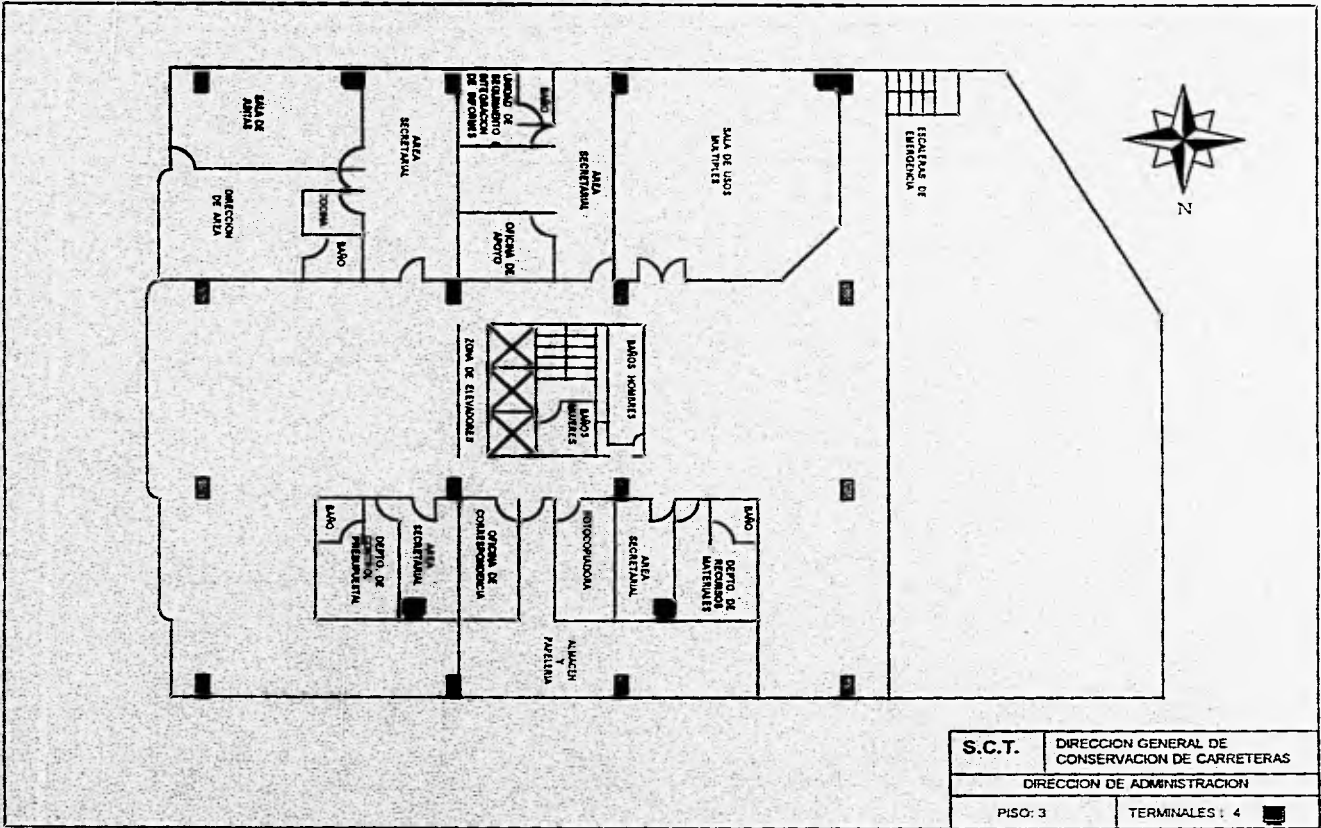 SALA DE
JUNTAS
AREA
SECRETARIAL
UNIDAD DE
SEGUIMIENTO E
INTEGRACION
DE INFORMES
BAÑO
AREA
SECRETARIAL
SALA DE USOS
MULTIPLES
ESCALERAS DE
EMERGENCIA
N
DIRECCION
DE AREA
COCINA
BAÑO
OFICINA DE
APOYO
ZONA DE ELEVADORES
BAÑOS
MUJERES
BAÑOS HOMBRES
BAÑO
DEPTO. DE
CONTROL
PRESUPUESTAL
AREA
SECRETARIAL
OFICINA DE
CORRESPONDENCIA
FOTOCOPIADORA
AREA
SECRETARIAL
BAÑO
DEPTO. DE
RECURSOS
MATERIALES
ALMACEN
Y
PAPELERIA
S.C.T.
DIRECCION GENERAL DE
CONSERVACION DE CARRETERAS
DIRECCION DE ADMINISTRACION
PISO: 3
TERMINALES : 4